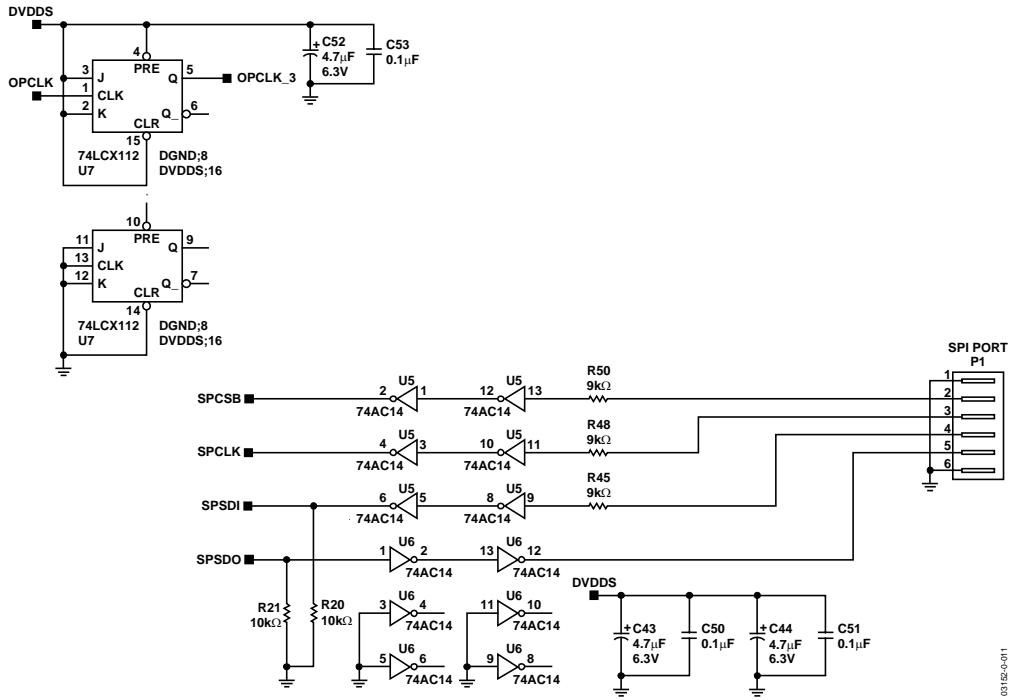 DVDDS
4
PRE
3 J Q 5
OPCLK
1 CLK
OPCLK_3
2 K Q_ 6
CLR
15
74LCX112
U7
DGND;8
DVDDS;16
+ C52
4.7μF
6.3V
C53
0.1μF
10
PRE
11 J Q 9
13 CLK
12 K Q_ 7
CLR
14
74LCX112
U7
DGND;8
DVDDS;16
SPI PORT
P1
1
2
3
4
5
6
SPCSB
2 U5 1
74AC14
12 U5 13
74AC14
R50
9kΩ
SPCLK
4 U5 3
74AC14
10 U5 11
74AC14
R48
9kΩ
SPSDI
6 U5 5
74AC14
8 U5 9
74AC14
R45
9kΩ
SPSDO
1 U6 2
74AC14
13 U6 12
74AC14
R21
10kΩ
R20
10kΩ
3 U6 4
74AC14
11 U6 10
74AC14
5 U6 6
74AC14
9 U6 8
74AC14
DVDDS
+ C43
4.7μF
6.3V
C50
0.1μF
+ C44
4.7μF
6.3V
C51
0.1μF
03152-0-011